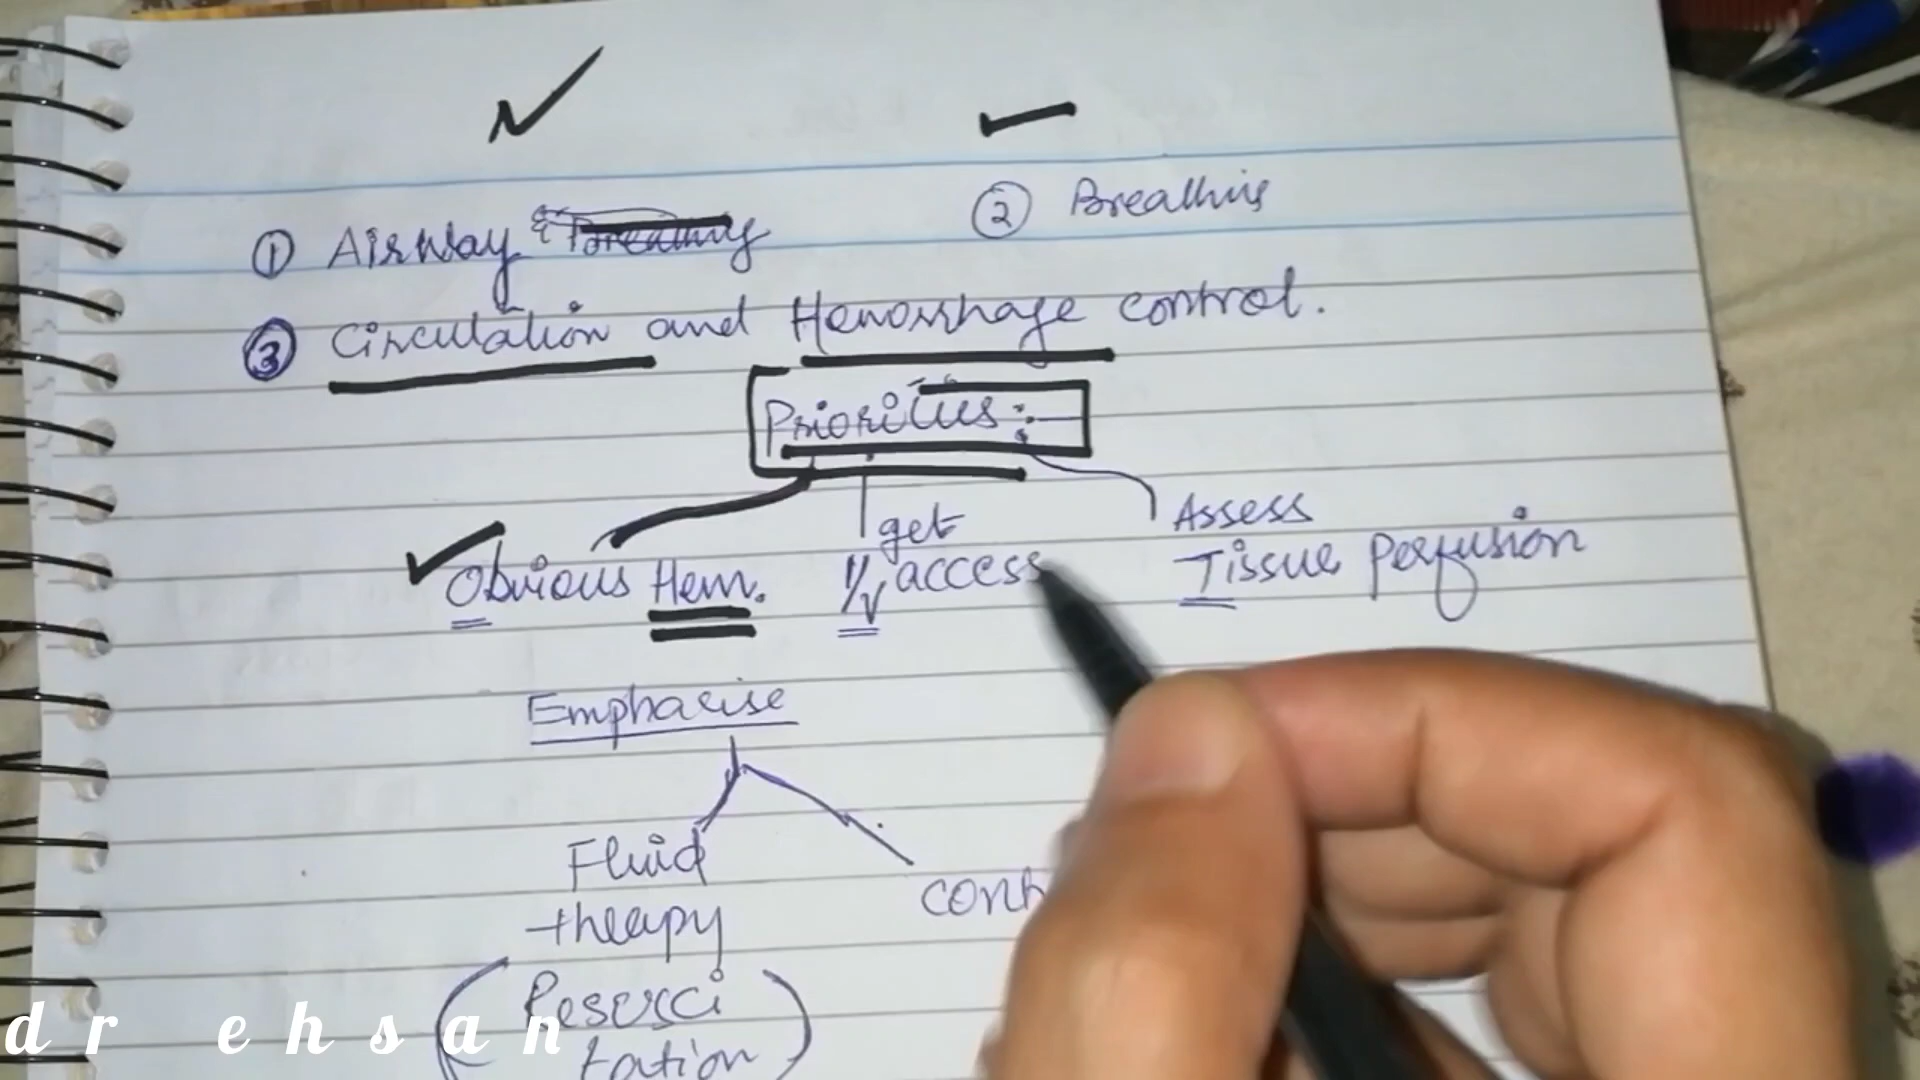 ① Airway & breathing ② Breathing
③ Circulation and Hemorrhage control.
Priorities :-
Obvious Hem. get I/V access Assess Tissue Perfusion
Emphasise
Fluid therapy
(Resusci
tation)
dr ehsan